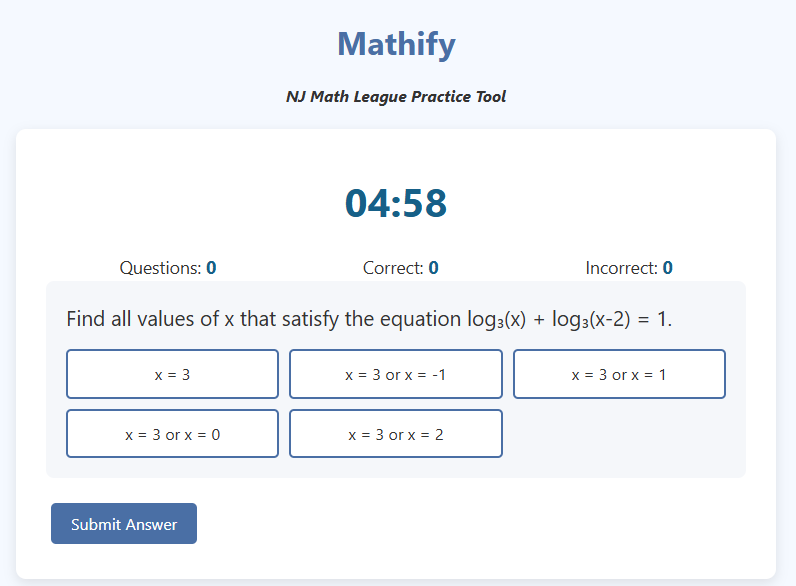 Mathify
NJ Math League Practice Tool
04:58
Questions: 0 Correct: 0 Incorrect: 0
Find all values of x that satisfy the equation log₃(x) + log₃(x-2) = 1.
x = 3
x = 3 or x = -1
x = 3 or x = 1
x = 3 or x = 0
x = 3 or x = 2
Submit Answer